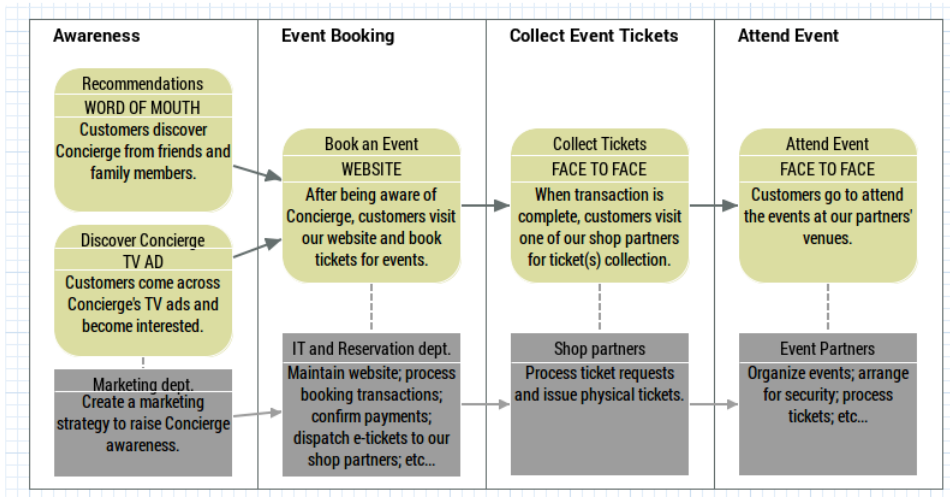 Awareness
Recommendations
WORD OF MOUTH
Customers discover
Concierge from friends and
family members.
Discover Concierge
TV AD
Customers come across
Concierge's TV ads and
become interested.
Marketing dept.
Create a marketing
strategy to raise Concierge
awareness.
Event Booking
Book an Event
WEBSITE
After being aware of
Concierge, customers visit
our website and book
tickets for events.
IT and Reservation dept.
Maintain website; process
booking transactions;
confirm payments;
dispatch e-tickets to our
shop partners; etc...
Collect Event Tickets
Collect Tickets
FACE TO FACE
When transaction is
complete, customers visit
one of our shop partners
for ticket(s) collection.
Shop partners
Process ticket requests
and issue physical tickets.
Attend Event
Attend Event
FACE TO FACE
Customers go to attend
the events at our partners'
venues.
Event Partners
Organize events; arrange
for security; process
tickets; etc...